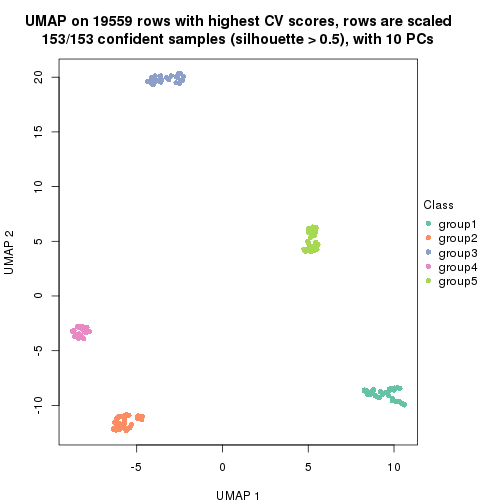 UMAP on 19559 rows with highest CV scores, rows are scaled
153/153 confident samples (silhouette > 0.5), with 10 PCs
20
15
10
5
0
-5
-10
UMAP 2
-5
0
5
10
UMAP 1
Class
group1
group2
group3
group4
group5